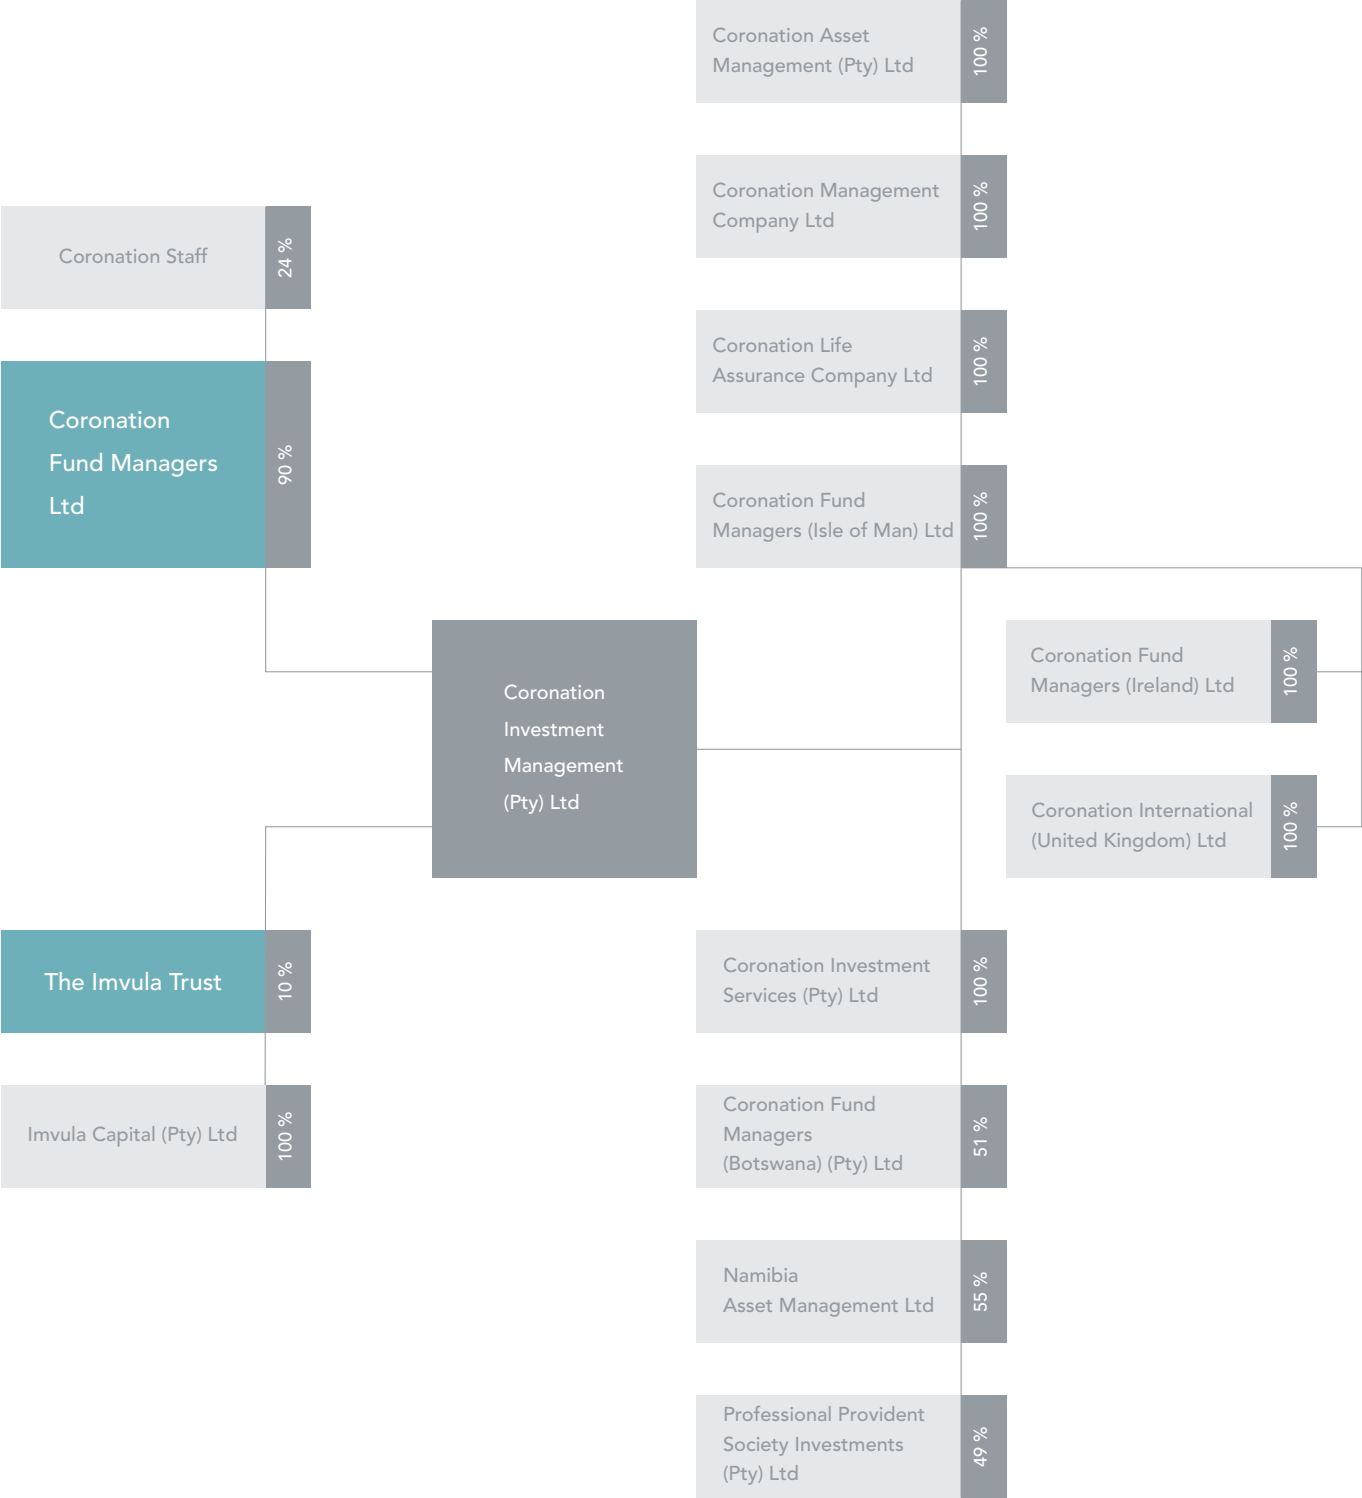 Coronation Asset
Management (Pty) Ltd
100 %
Coronation Management
Company Ltd
100 %
Coronation Staff
24 %
Coronation Life
Assurance Company Ltd
100 %
Coronation
Fund Managers
Ltd
90 %
Coronation Fund
Managers (Isle of Man) Ltd
100 %
Coronation
Investment
Management
(Pty) Ltd
Coronation Fund
Managers (Ireland) Ltd
100 %
Coronation International
(United Kingdom) Ltd
100 %
The Imvula Trust
10 %
Coronation Investment
Services (Pty) Ltd
100 %
Imvula Capital (Pty) Ltd
100 %
Coronation Fund
Managers
(Botswana) (Pty) Ltd
51 %
Namibia
Asset Management Ltd
55 %
Professional Provident
Society Investments
(Pty) Ltd
49 %